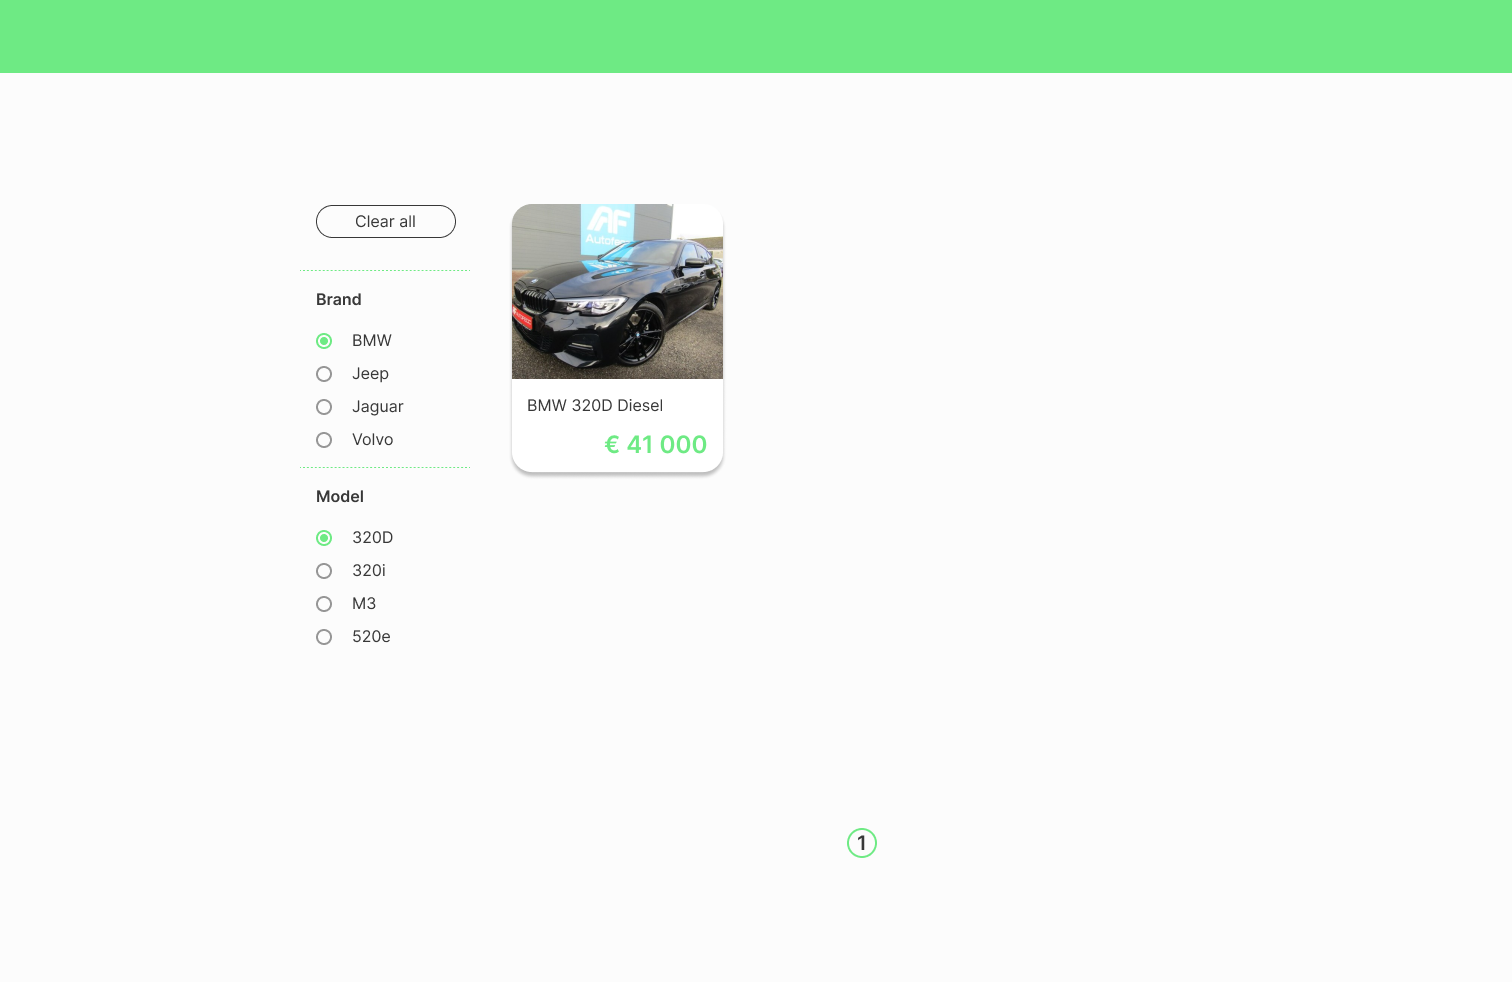 Clear all
Brand
BMW
Jeep
Jaguar
Volvo
Model
320D
320i
M3
520e
AF
BMW 320D Diesel
€ 41 000
1